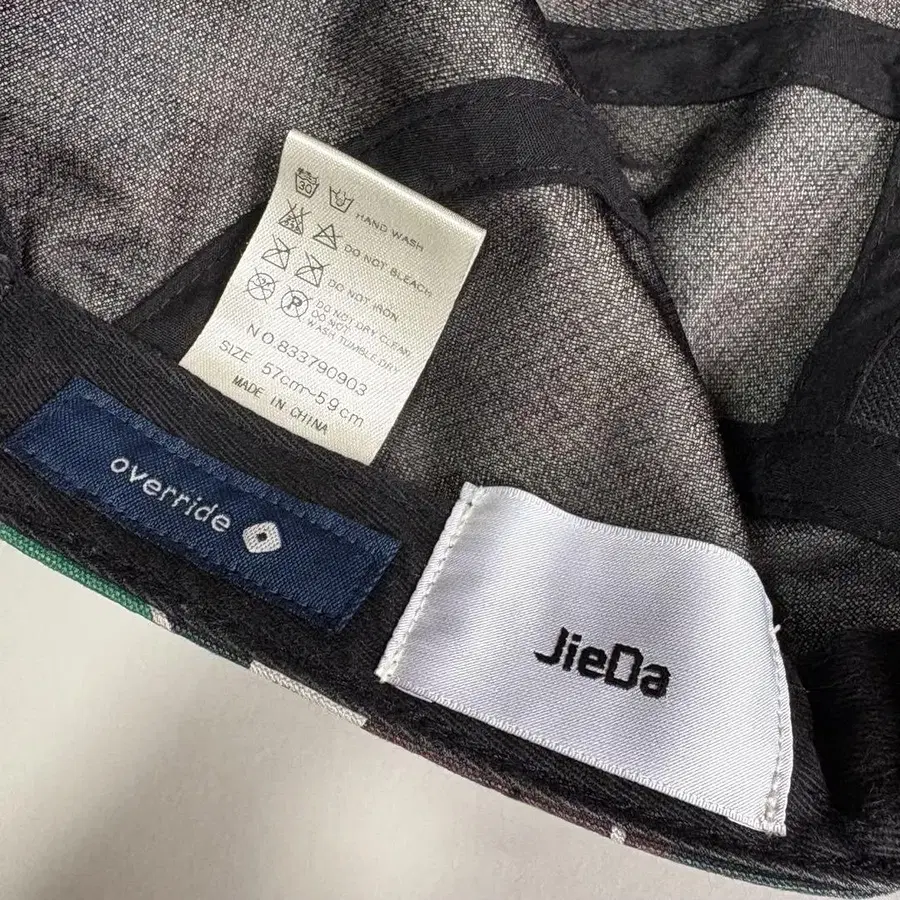 30
HAND WASH
DO NOT BLEACH
DO NOT IRON
DO NOT DRY CLEAN
DO NOT
WASH TUMBLE DRY
NO.833790903
SIZE 57cm~59cm
MADE IN CHINA
override
JieDa